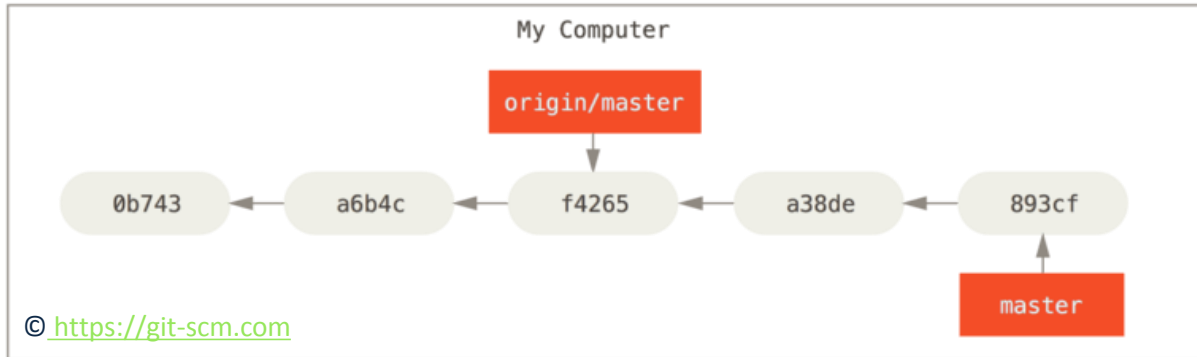 My Computer
origin/master
0b743 a6b4c f4265 a38de 893cf
master
© https://git-scm.com